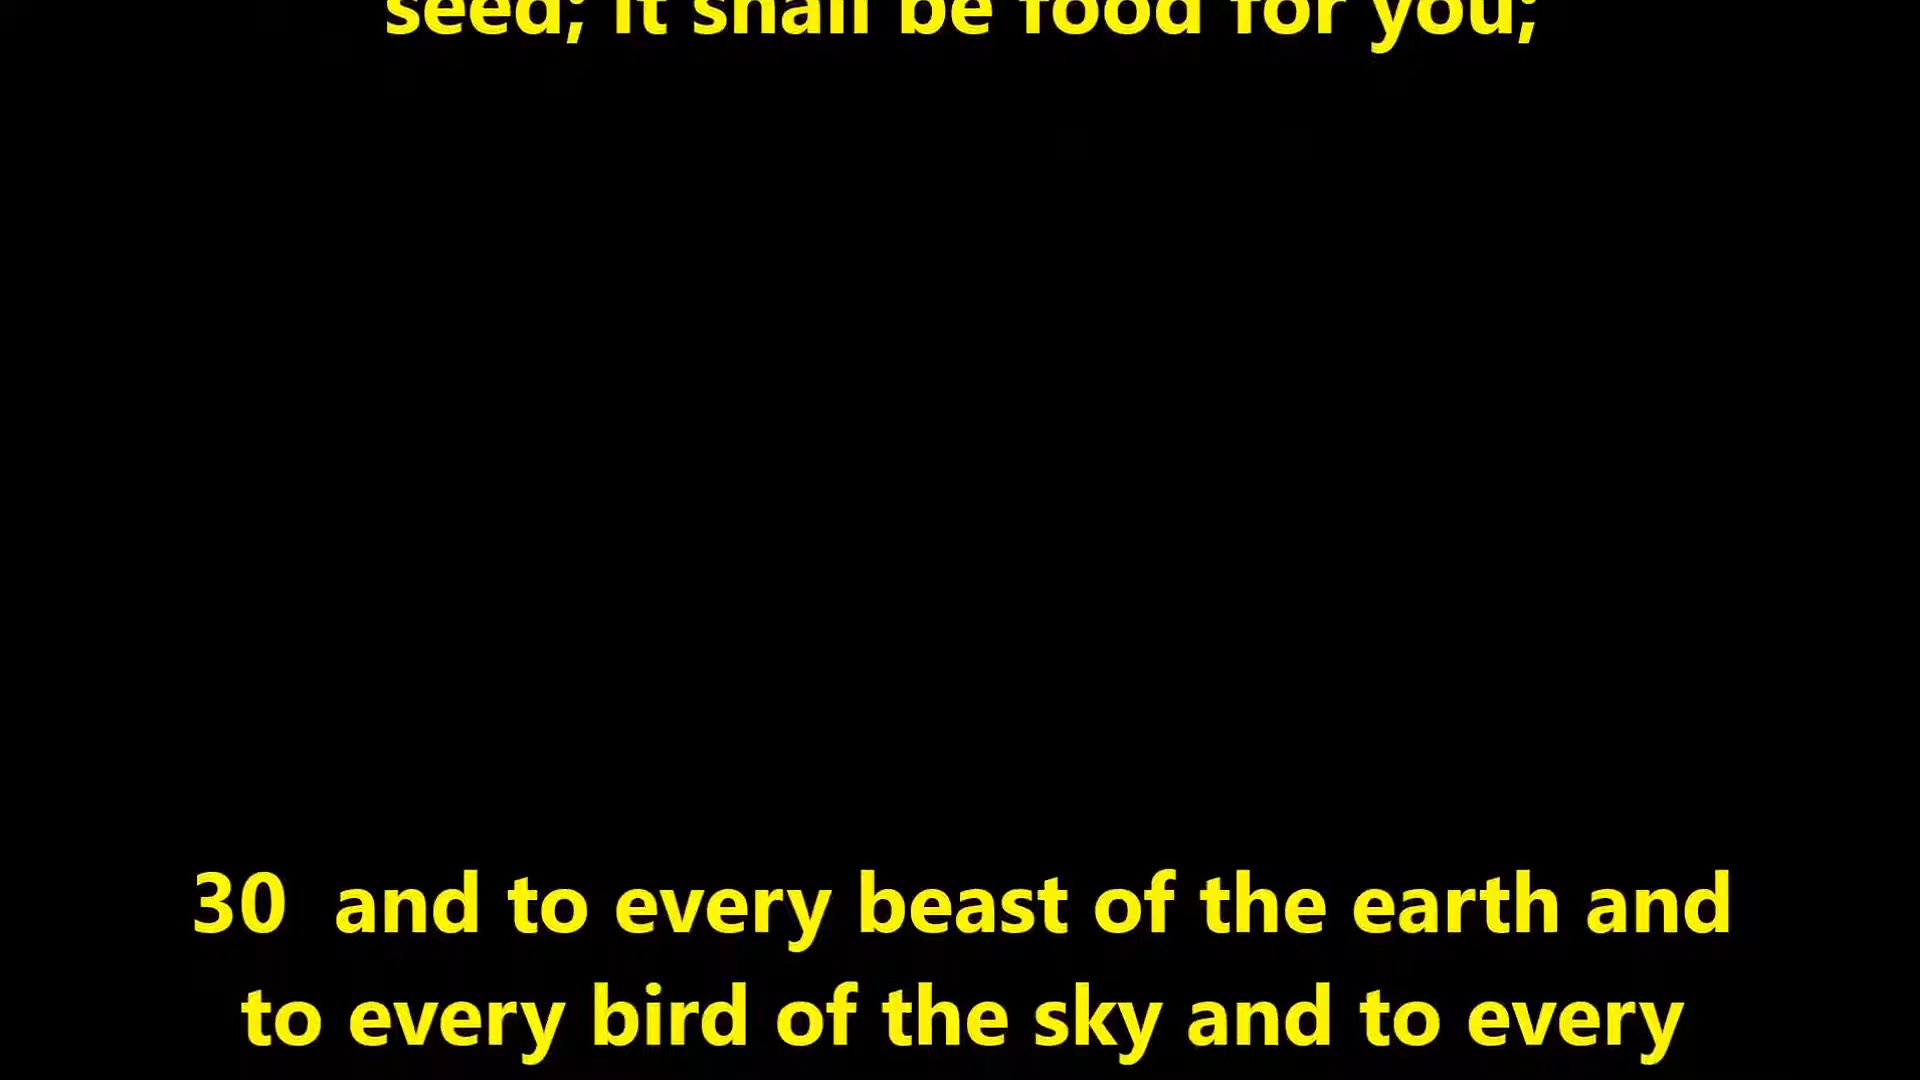 seed; it shall be food for you;
30  and to every beast of the earth and
to every bird of the sky and to every